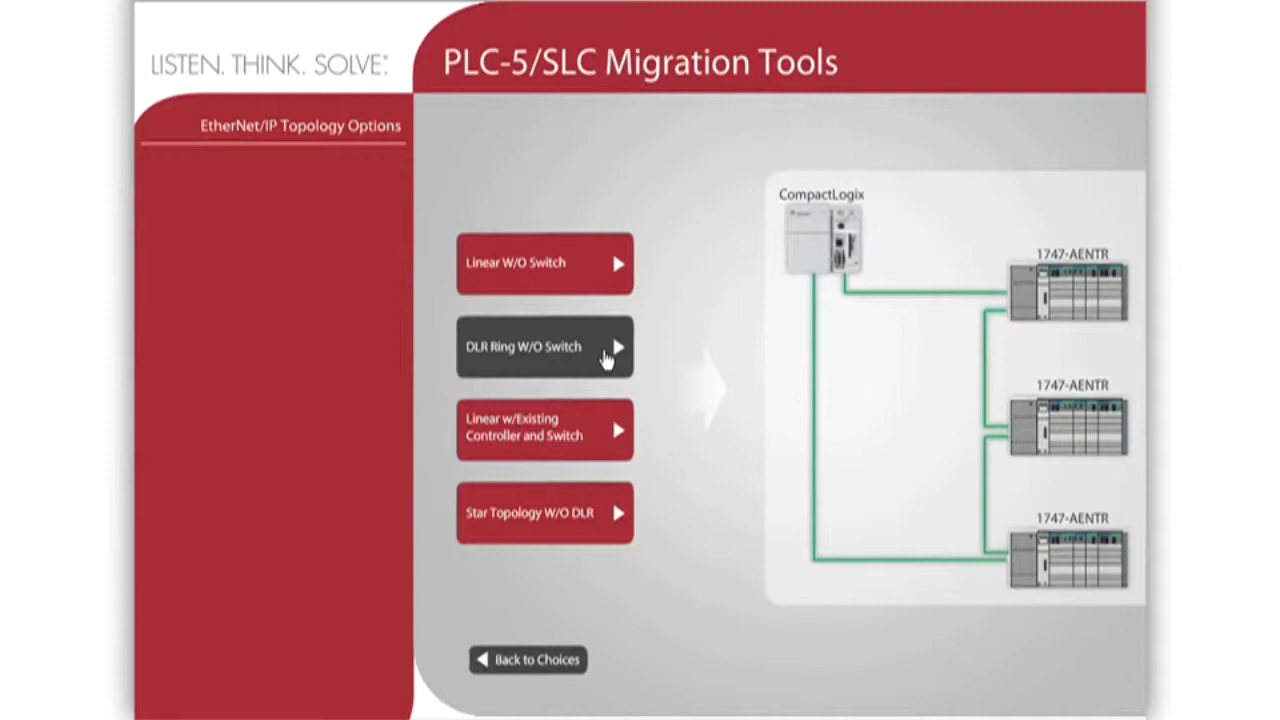 LISTEN. THINK. SOLVE.
PLC-5/SLC Migration Tools
EtherNet/IP Topology Options
Linear W/O Switch
DLR Ring W/O Switch
Linear w/Existing
Controller and Switch
Star Topology W/O DLR
Back to Choices
CompactLogix
1747-AENTR
1747-AENTR
1747-AENTR